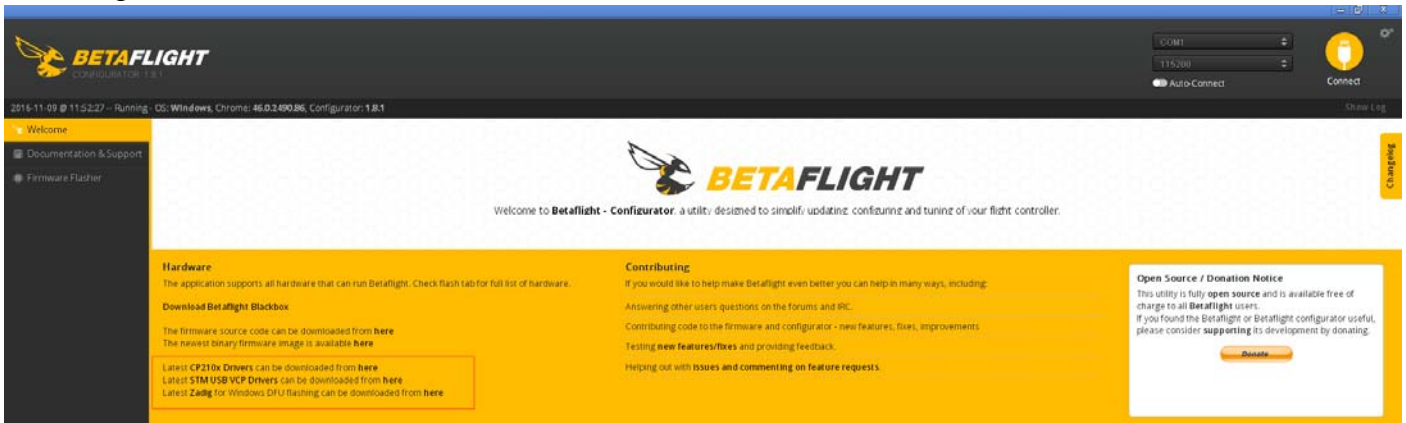 BETAFLIGHT
CONFIGURATOR 1.8.1
COM1
115200
Auto-Connect
Connect
2016-11-09 @ 11:52:27 -- Running - OS: Windows, Chrome: 46.0.2490.86, Configurator: 1.8.1
Show Log
Welcome
Documentation & Support
Firmware Flasher
Changelog
BETAFLIGHT
Welcome to Betaflight - Configurator, a utility designed to simplify updating, configuring and tuning of your flight controller.
Hardware
The application supports all hardware that can run Betaflight. Check flash tab for full list of hardware.
Download Betaflight Blackbox
The firmware source code can be downloaded from here
The newest binary firmware image is available here
Latest CP210x Drivers can be downloaded from here
Latest STM USB VCP Drivers can be downloaded from here
Latest Zadig for Windows DFU flashing can be downloaded from here
Contributing
If you would like to help make Betaflight even better you can help in many ways, including:
Answering other users questions on the forums and IRC.
Contributing code to the firmware and configurator - new features, fixes, improvements
Testing new features/fixes and providing feedback.
Helping out with issues and commenting on feature requests.
Open Source / Donation Notice
This utility is fully open source and is available free of
charge to all Betaflight users.
If you found the Betaflight or Betaflight configurator useful,
please consider supporting its development by donating.
Donate